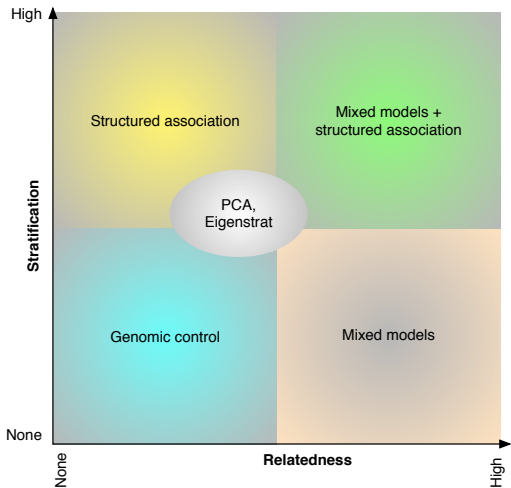 High
Structured association
Mixed models +
structured association
PCA,
Eigenstrat
Stratification
Genomic control
Mixed models
None
None
Relatedness
High